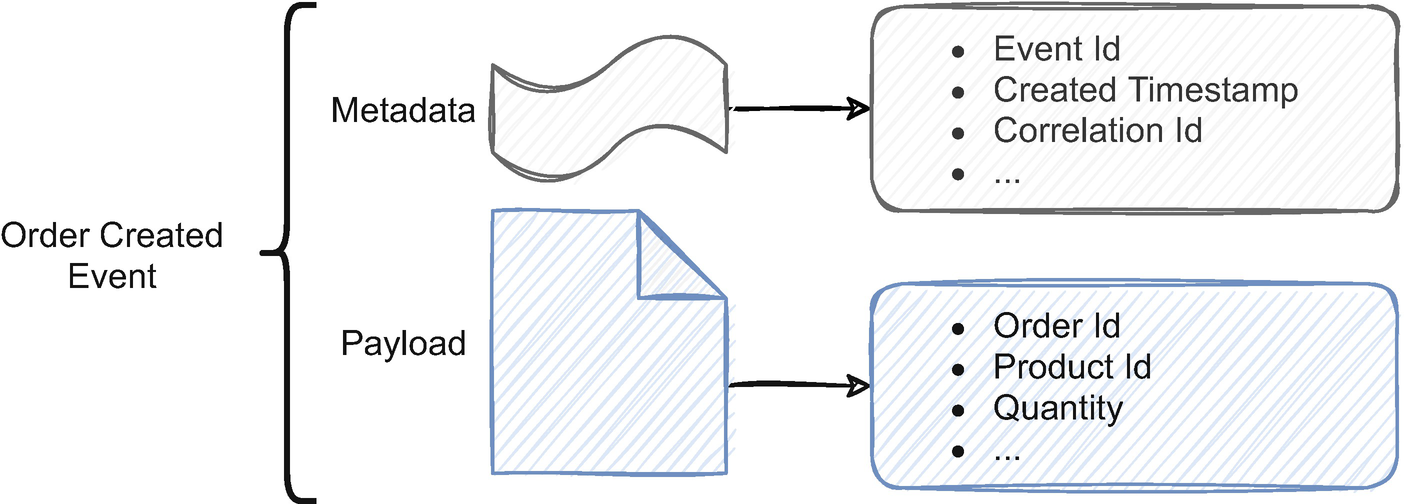 Order Created
Event
Metadata
• Event Id
• Created Timestamp
• Correlation Id
• ...
Payload
• Order Id
• Product Id
• Quantity
• ...